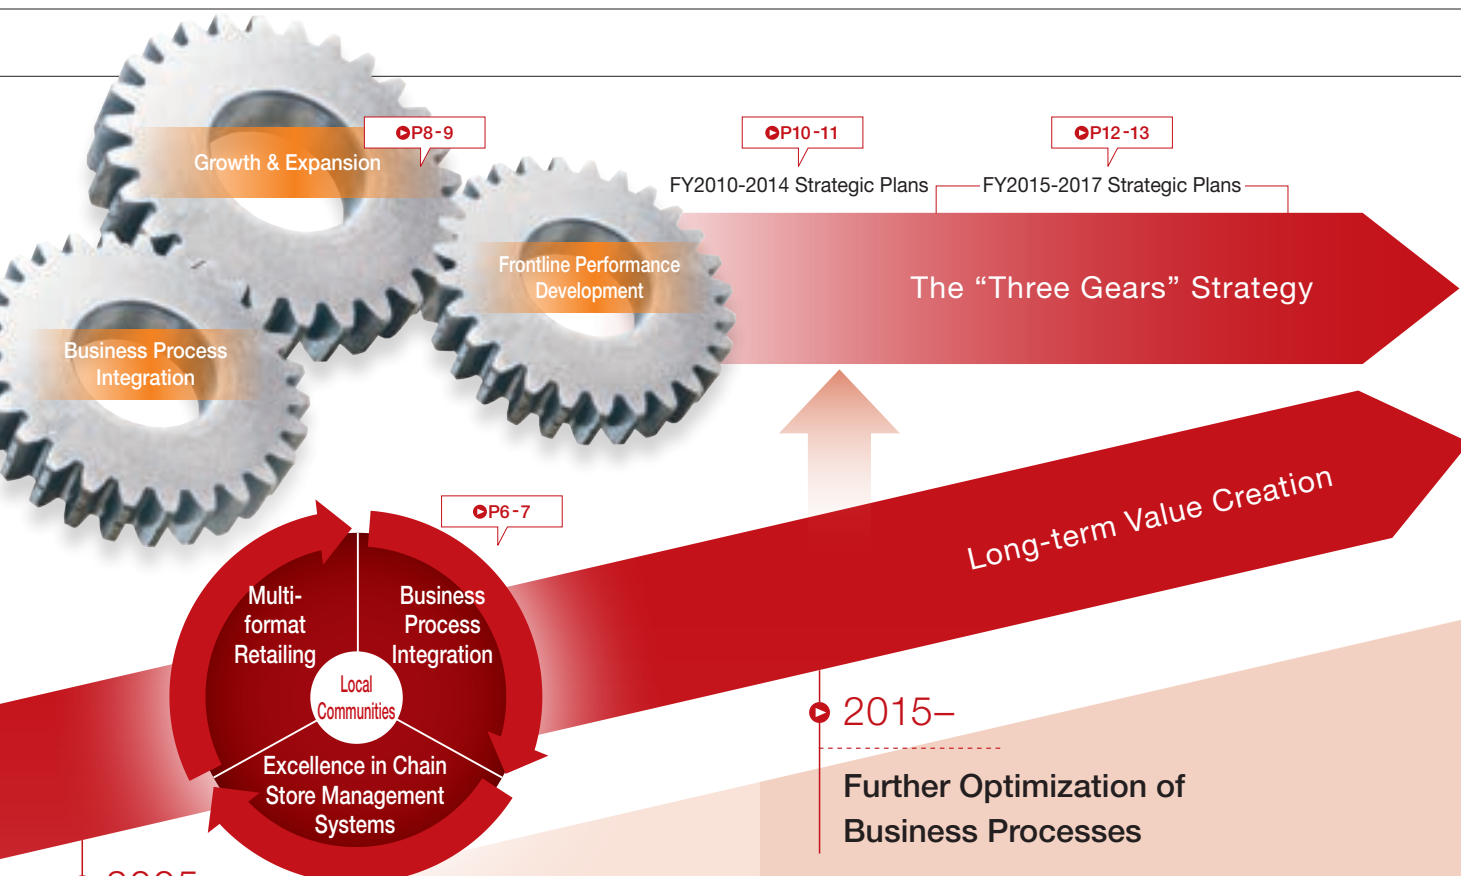 Growth & Expansion
P8-9
P10-11
P12-13
FY2010-2014 Strategic Plans
FY2015-2017 Strategic Plans
Frontline Performance
Development
The “Three Gears” Strategy
Business Process
Integration
P6-7
Long-term Value Creation
Multi-
format
Retailing
Business
Process
Integration
Local
Communities
Excellence in Chain
Store Management
Systems
2015–
Further Optimization of
Business Processes